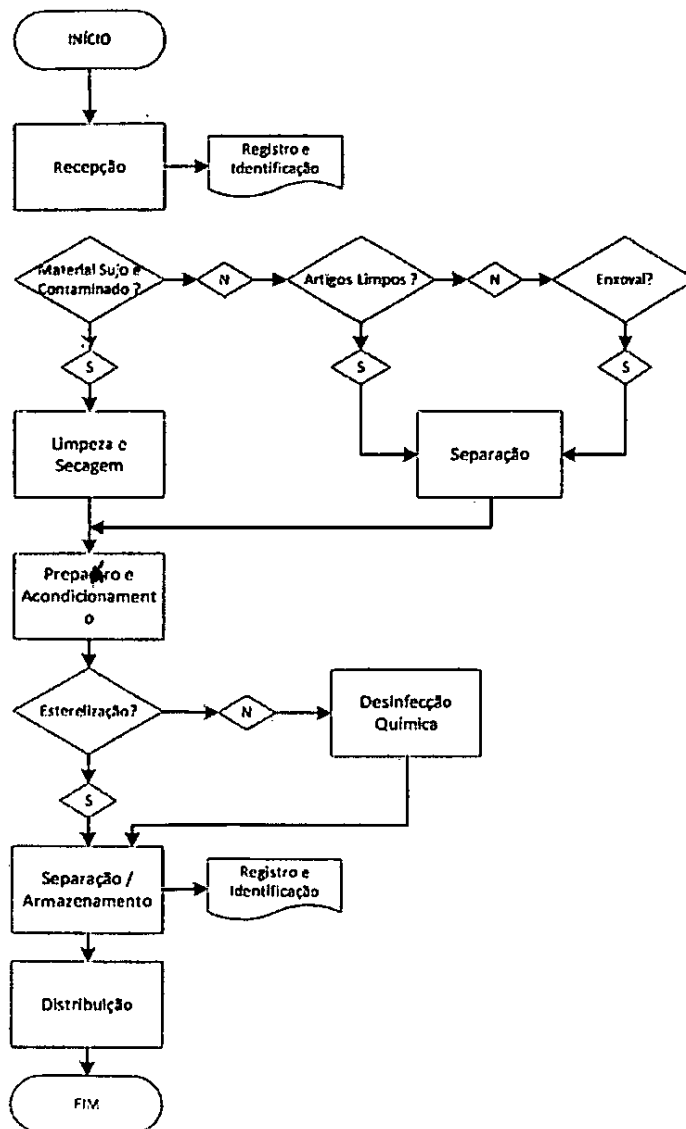 INÍCIO
Recepção
Registro e
Identificação
Material Sujo e
Contaminado ?
N
Artigos Limpos ?
N
Enxoval?
S
S
S
Limpeza e
Secagem
Separação
Preparo e
Acondicionament
o
Esterelização?
N
Desinfecção
Química
S
Separação /
Armazenamento
Registro e
Identificação
Distribuição
FIM